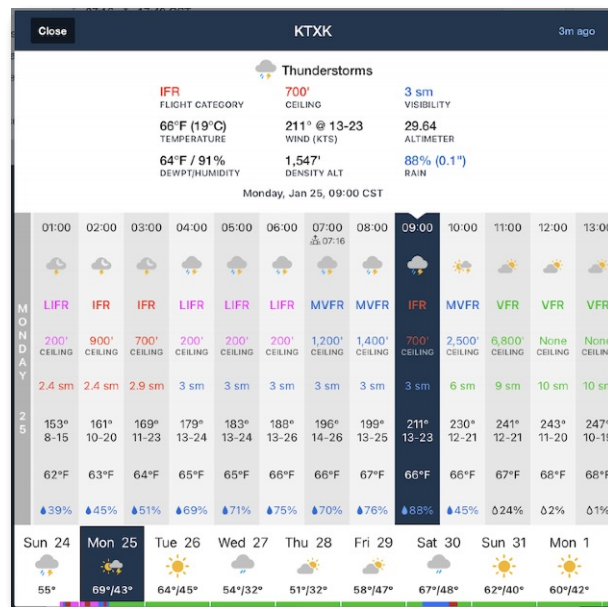 Close KTXK 3m ago
Thunderstorms
IFR 700' 3 sm
FLIGHT CATEGORY CEILING VISIBILITY
66°F (19°C) 211° @ 13-23 29.64
TEMPERATURE WIND (KTS) ALTIMETER
64°F / 91% 1,547' 88% (0.1")
DEWPT/HUMIDITY DENSITY ALT RAIN
Monday, Jan 25, 09:00 CST
01:00 02:00 03:00 04:00 05:00 06:00 07:00 08:00 09:00 10:00 11:00 12:00 13:00
07:16
MONDAY 25
LIFR IFR IFR LIFR LIFR LIFR MVFR MVFR IFR MVFR VFR VFR VFR
200' 900' 700' 200' 200' 200' 1,200' 1,400' 700' 2,500' 6,800' None None
CEILING CEILING CEILING CEILING CEILING CEILING CEILING CEILING CEILING CEILING CEILING CEILING CEILING
2.4 sm 2.4 sm 2.9 sm 3 sm 3 sm 3 sm 3 sm 3 sm 3 sm 6 sm 9 sm 10 sm 10 sm
153° 161° 169° 179° 183° 188° 196° 199° 211° 230° 241° 243° 247°
8-15 10-20 11-23 13-24 13-24 13-26 14-26 13-25 13-23 12-21 12-21 11-20 10-19
62°F 63°F 64°F 65°F 65°F 66°F 66°F 67°F 66°F 66°F 67°F 68°F 68°F
39% 45% 51% 69% 71% 75% 70% 76% 88% 45% 24% 2% 1%
Sun 24 Mon 25 Tue 26 Wed 27 Thu 28 Fri 29 Sat 30 Sun 31 Mon 1
55° 69°/43° 64°/45° 54°/32° 51°/32° 58°/47° 67°/48° 62°/40° 60°/42°